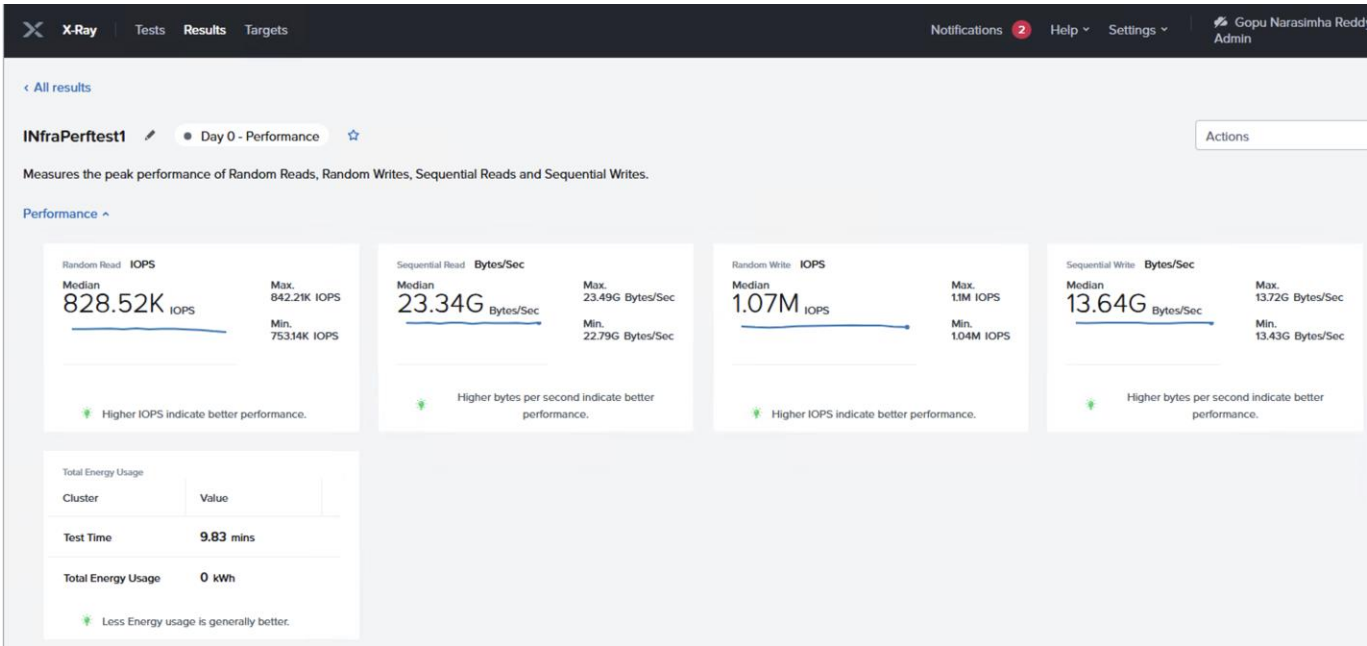 X-Ray Tests Results Targets Notifications 2 Help Settings Gopu Narasimha Reddy
Admin
‹ All results
INfraPerftest1 Day 0 - Performance Actions
Measures the peak performance of Random Reads, Random Writes, Sequential Reads and Sequential Writes.
Performance
Random Read IOPS
Median
828.52K IOPS
Max.
842.21K IOPS
Min.
753.14K IOPS
Higher IOPS indicate better performance.
Sequential Read Bytes/Sec
Median
23.34G Bytes/Sec
Max.
23.49G Bytes/Sec
Min.
22.79G Bytes/Sec
Higher bytes per second indicate better
performance.
Random Write IOPS
Median
1.07M IOPS
Max.
1.1M IOPS
Min.
1.04M IOPS
Higher IOPS indicate better performance.
Sequential Write Bytes/Sec
Median
13.64G Bytes/Sec
Max.
13.72G Bytes/Sec
Min.
13.43G Bytes/Sec
Higher bytes per second indicate better
performance.
Total Energy Usage
Cluster Value
Test Time 9.83 mins
Total Energy Usage 0 kWh
Less Energy usage is generally better.